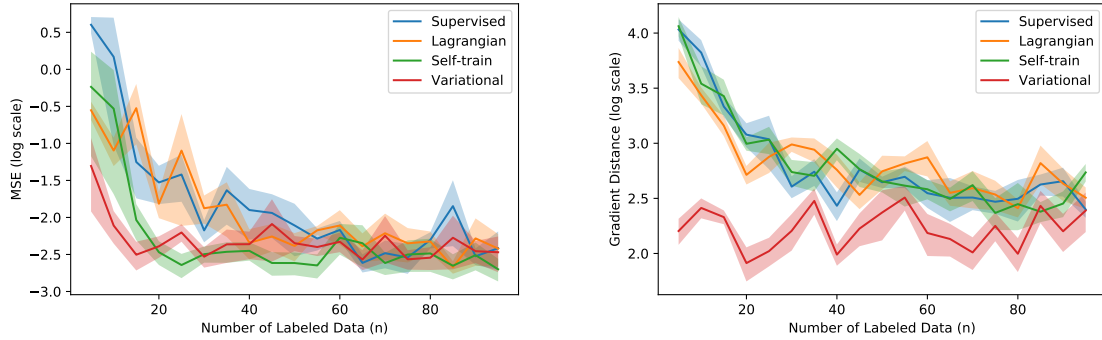 Supervised
Lagrangian
Self-train
Variational
0.5
0.0
−0.5
−1.0
−1.5
−2.0
−2.5
−3.0
MSE (log scale)
20
40
60
80
Number of Labeled Data (n)
Supervised
Lagrangian
Self-train
Variational
4.0
3.5
3.0
2.5
2.0
Gradient Distance (log scale)
20
40
60
80
Number of Labeled Data (n)